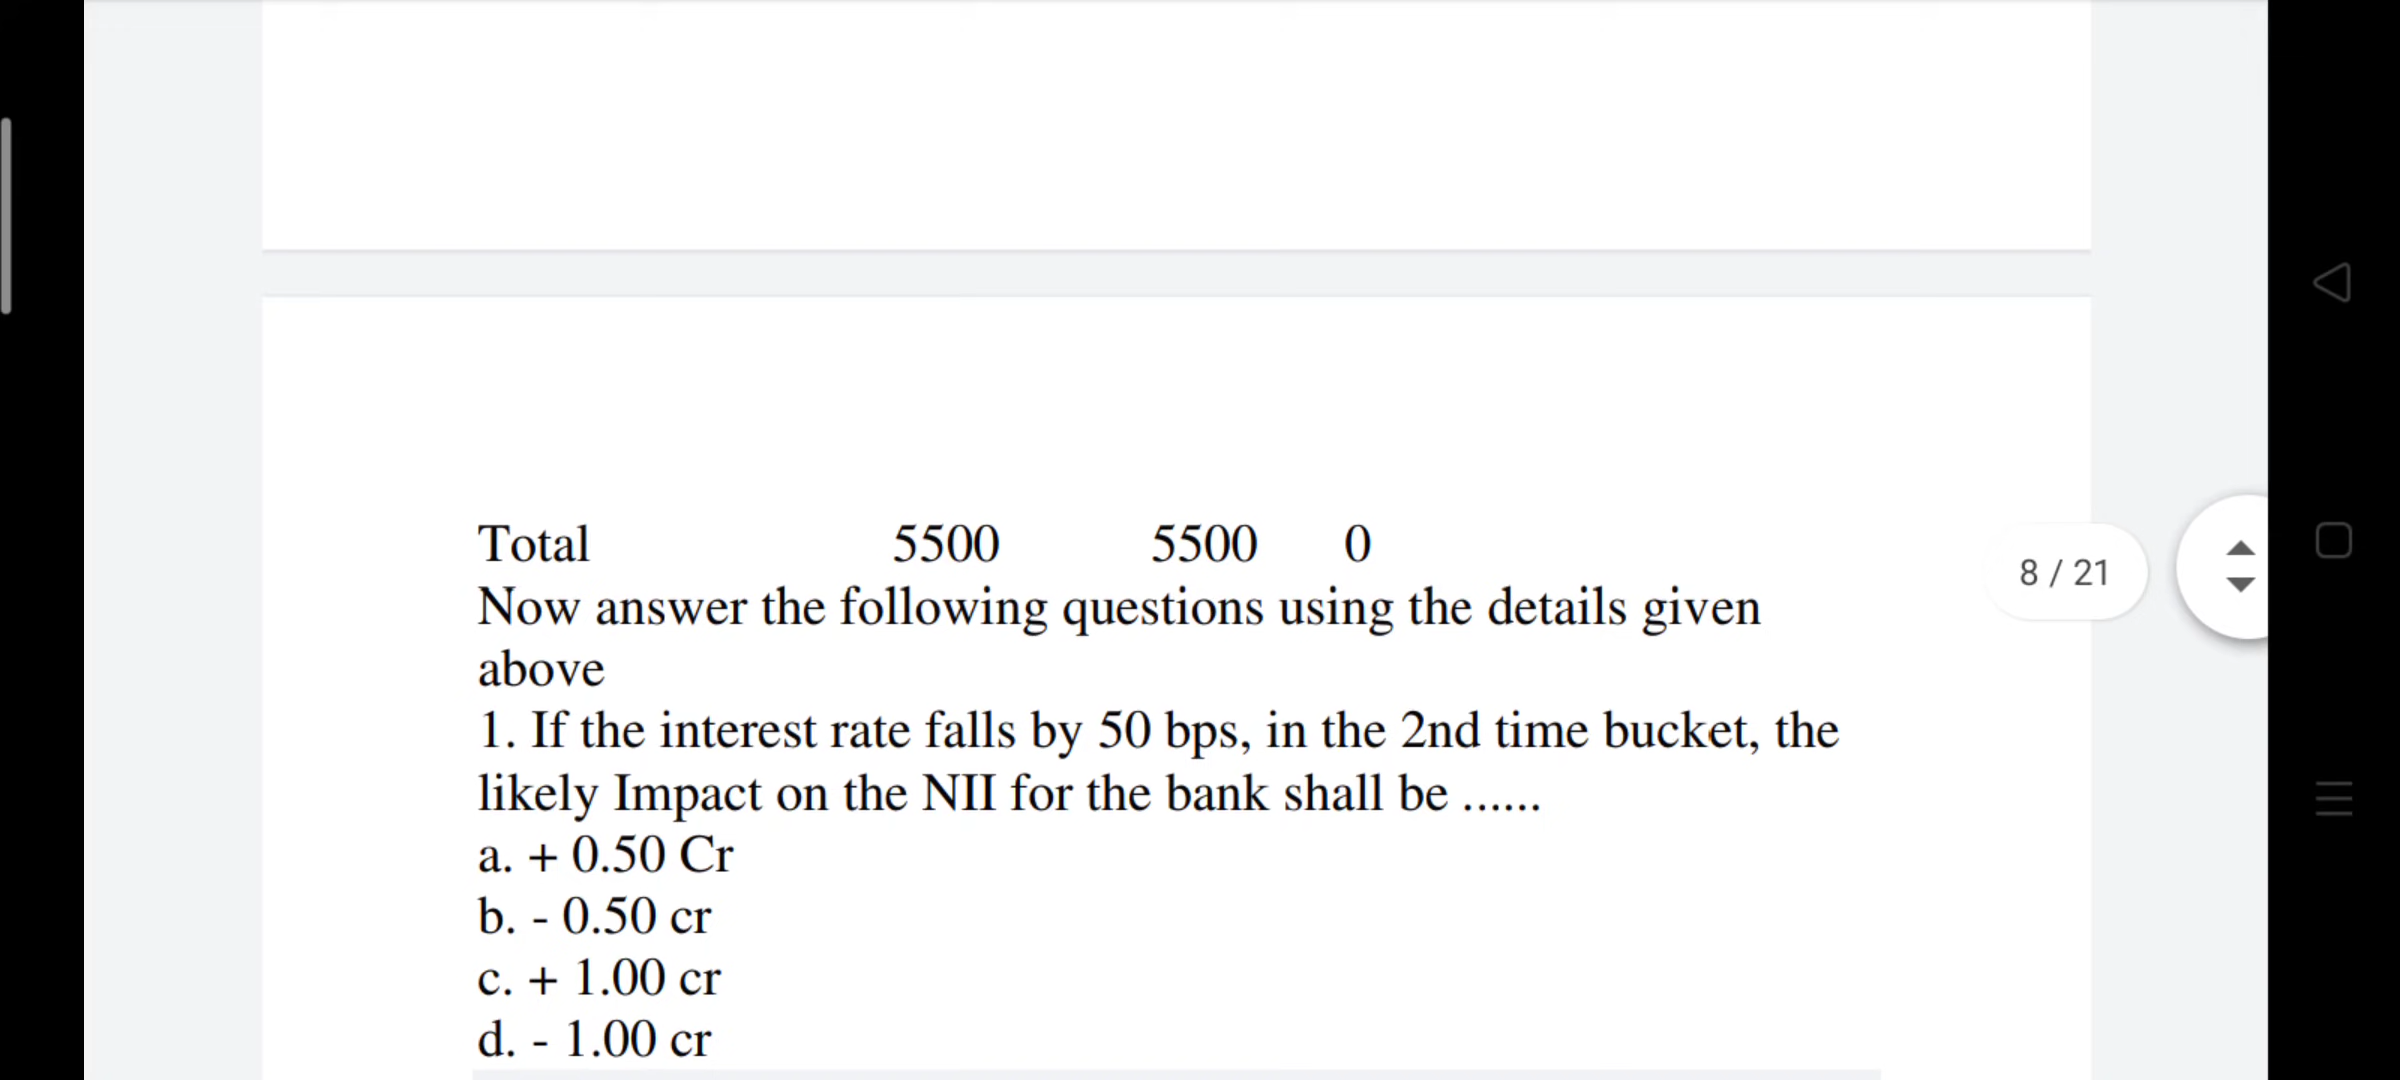 Total 5500 5500 0
Now answer the following questions using the details given
above
1. If the interest rate falls by 50 bps, in the 2nd time bucket, the
likely Impact on the NII for the bank shall be ......
a. + 0.50 Cr
b. - 0.50 cr
c. + 1.00 cr
d. - 1.00 cr
8 / 21